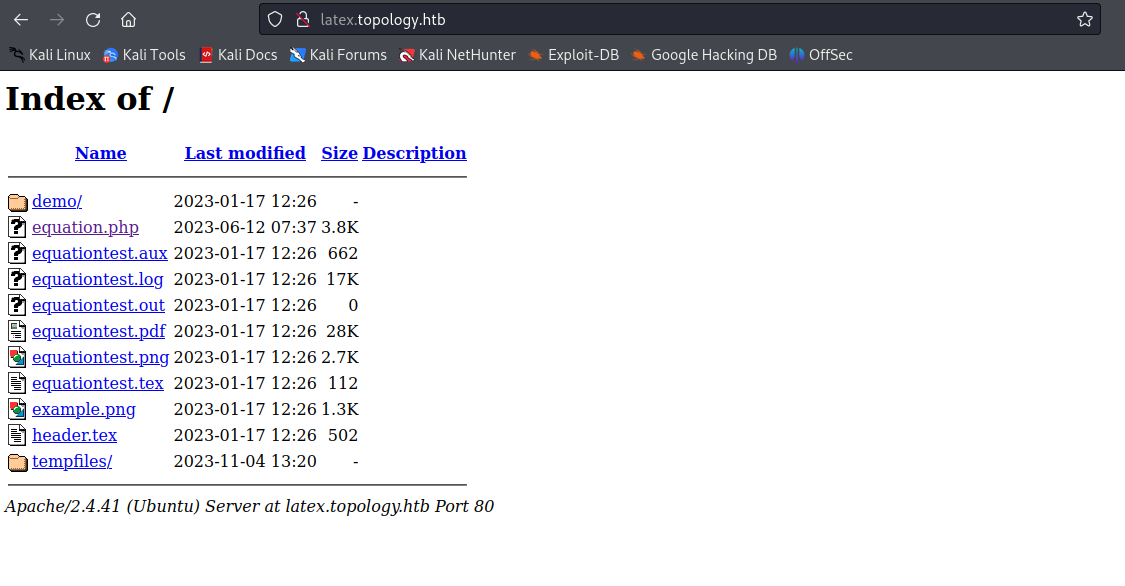 latex.topology.htb
Kali Linux Kali Tools Kali Docs Kali Forums Kali NetHunter Exploit-DB Google Hacking DB OffSec
Index of /
Name Last modified Size Description
demo/ 2023-01-17 12:26 -
equation.php 2023-06-12 07:37 3.8K
equationtest.aux 2023-01-17 12:26 662
equationtest.log 2023-01-17 12:26 17K
equationtest.out 2023-01-17 12:26 0
equationtest.pdf 2023-01-17 12:26 28K
equationtest.png 2023-01-17 12:26 2.7K
equationtest.tex 2023-01-17 12:26 112
example.png 2023-01-17 12:26 1.3K
header.tex 2023-01-17 12:26 502
tempfiles/ 2023-11-04 13:20 -
Apache/2.4.41 (Ubuntu) Server at latex.topology.htb Port 80